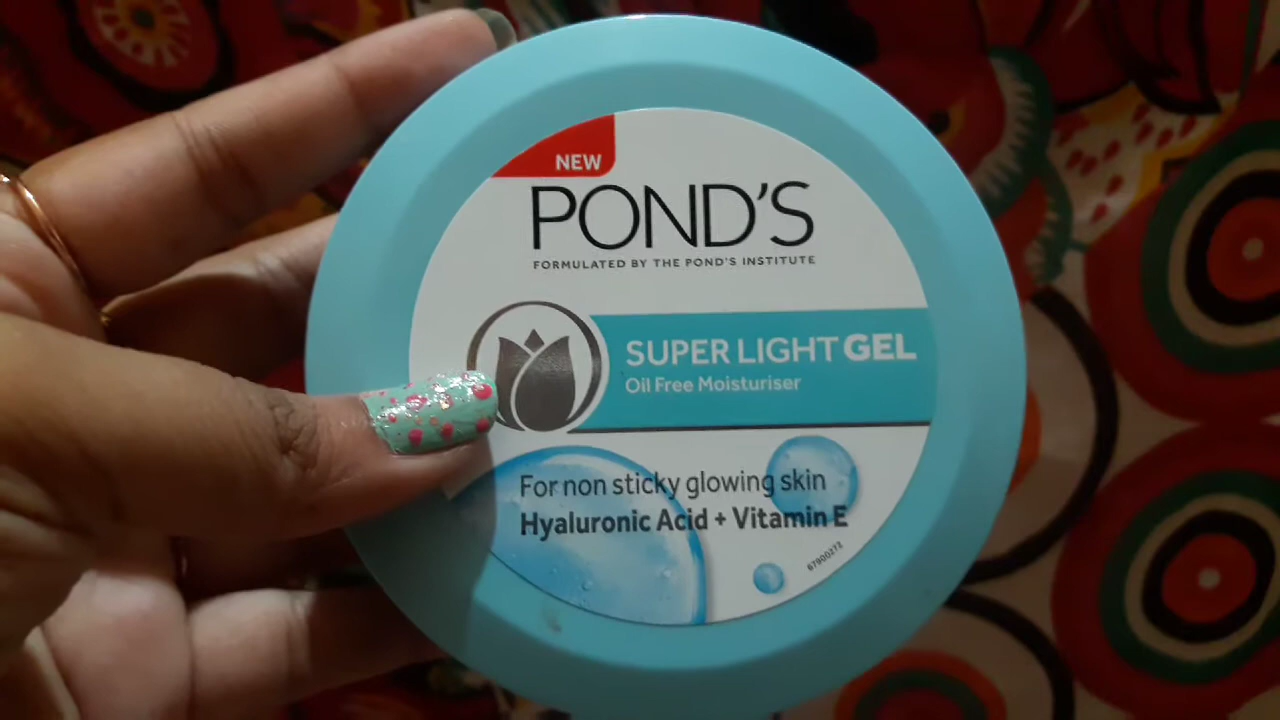 NEW
POND'S
FORMULATED BY THE POND'S INSTITUTE
SUPER LIGHT GEL
Oil Free Moisturiser
For non sticky glowing skin
Hyaluronic Acid + Vitamin E
67900272